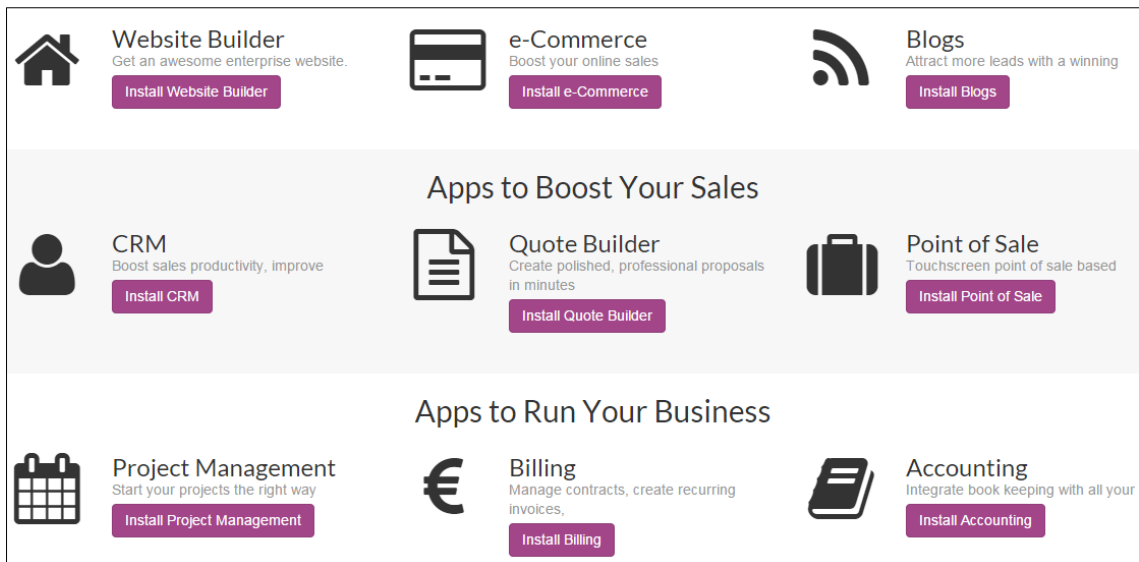 Website Builder
Get an awesome enterprise website.
Install Website Builder
e-Commerce
Boost your online sales
Install e-Commerce
Blogs
Attract more leads with a winning
Install Blogs
Apps to Boost Your Sales
CRM
Boost sales productivity, improve
Install CRM
Quote Builder
Create polished, professional proposals
in minutes
Install Quote Builder
Point of Sale
Touchscreen point of sale based
Install Point of Sale
Apps to Run Your Business
Project Management
Start your projects the right way
Install Project Management
€
Billing
Manage contracts, create recurring
invoices,
Install Billing
Accounting
Integrate book keeping with all your
Install Accounting